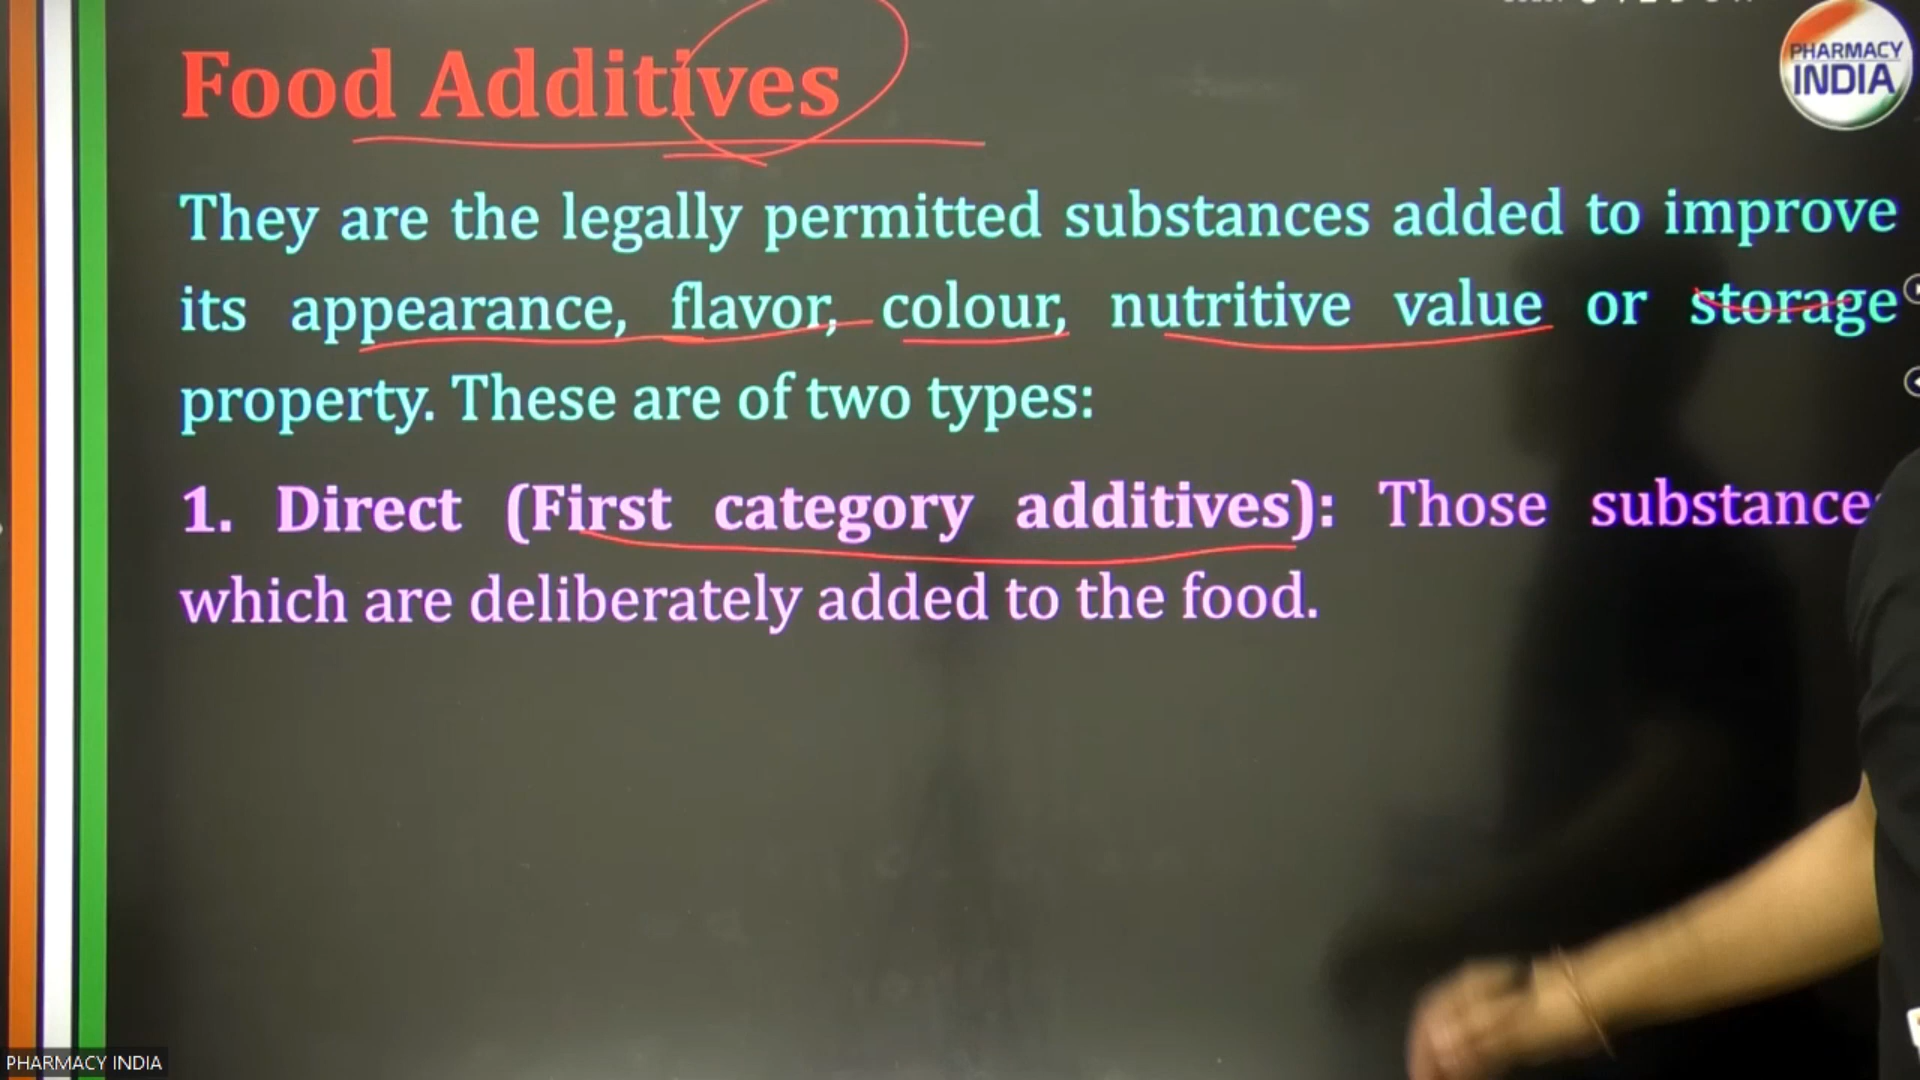 PHARMACY
INDIA
Food Additives
They are the legally permitted substances added to improve
its appearance, flavor, colour, nutritive value or storage
property. These are of two types:
1. Direct (First category additives): Those substance
which are deliberately added to the food.
PHARMACY INDIA